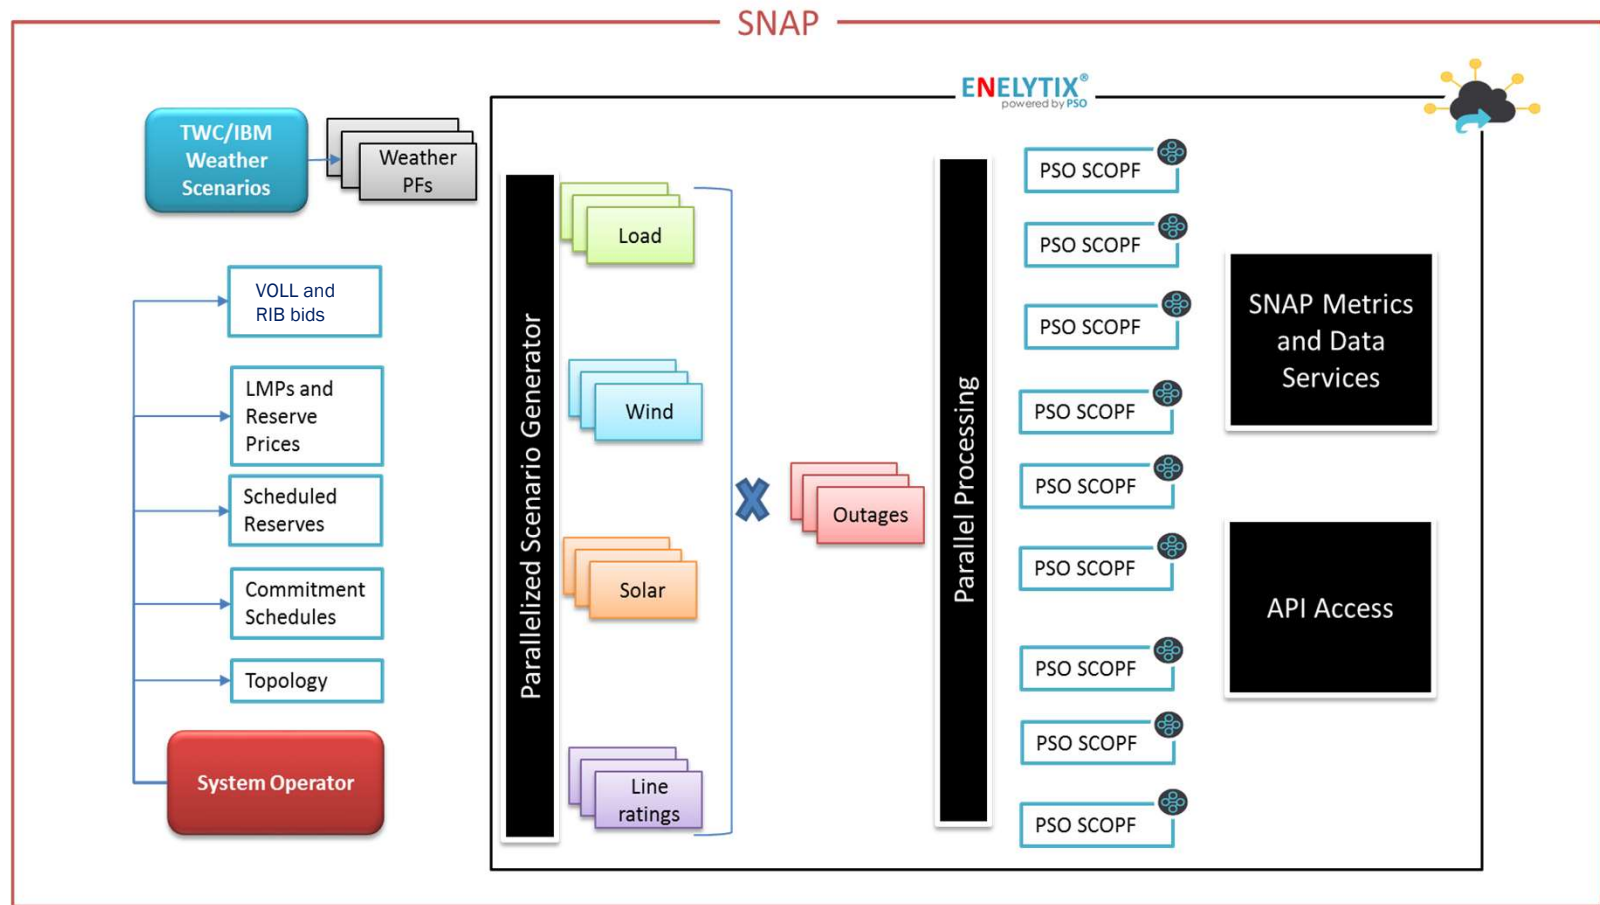 SNAP
ENELYTIX®
powered by PSO
TWC/IBM
Weather
Scenarios
Weather
PFs
VOLL and
RIB bids
LMPs and
Reserve
Prices
Scheduled
Reserves
Commitment
Schedules
Topology
System Operator
Parallelized Scenario Generator
Load
Wind
Solar
Line
ratings
Outages
Parallel Processing
PSO SCOPF
PSO SCOPF
PSO SCOPF
PSO SCOPF
PSO SCOPF
PSO SCOPF
PSO SCOPF
PSO SCOPF
PSO SCOPF
SNAP Metrics
and Data
Services
API Access